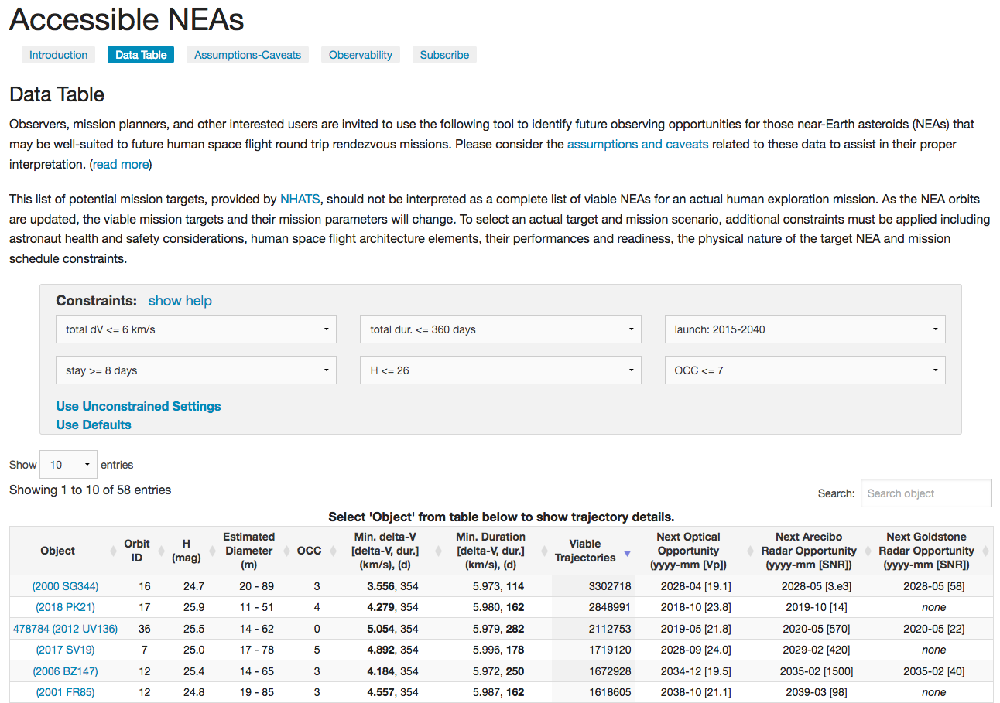 Accessible NEAs
Introduction Data Table Assumptions-Caveats Observability Subscribe
Data Table
Observers, mission planners, and other interested users are invited to use the following tool to identify future observing opportunities for those near-Earth asteroids (NEAs) that
may be well-suited to future human space flight round trip rendezvous missions. Please consider the assumptions and caveats related to these data to assist in their proper
interpretation. (read more)
This list of potential mission targets, provided by NHATS, should not be interpreted as a complete list of viable NEAs for an actual human exploration mission. As the NEA orbits
are updated, the viable mission targets and their mission parameters will change. To select an actual target and mission scenario, additional constraints must be applied including
astronaut health and safety considerations, human space flight architecture elements, their performances and readiness, the physical nature of the target NEA and mission
schedule constraints.
Constraints: show help
total dV <= 6 km/s total dur. <= 360 days launch: 2015-2040
stay >= 8 days H <= 26 OCC <= 7
Use Unconstrained Settings
Use Defaults
Show 10 entries
Showing 1 to 10 of 58 entries
Search: Search object
Select 'Object' from table below to show trajectory details.
Object Orbit ID H (mag) Estimated Diameter (m) OCC Min. delta-V [delta-V, dur.] (km/s), (d) Min. Duration [delta-V, dur.] (km/s), (d) Viable Trajectories Next Optical Opportunity (yyyy-mm [Vp]) Next Arecibo Radar Opportunity (yyyy-mm [SNR]) Next Goldstone Radar Opportunity (yyyy-mm [SNR])
(2000 SG344) 16 24.7 20 - 89 3 3.556, 354 5.973, 114 3302718 2028-04 [19.1] 2028-05 [3.e3] 2028-05 [58]
(2018 PK21) 17 25.9 11 - 51 4 4.279, 354 5.980, 162 2848991 2018-10 [23.8] 2019-10 [14] none
478784 (2012 UV136) 36 25.5 14 - 62 0 5.054, 354 5.979, 282 2112753 2019-05 [21.8] 2020-05 [570] 2020-05 [22]
(2017 SV19) 7 25.0 17 - 78 5 4.892, 354 5.996, 178 1719120 2028-09 [24.0] 2029-02 [420] none
(2006 BZ147) 12 25.4 14 - 65 3 4.184, 354 5.972, 250 1672928 2034-12 [19.5] 2035-02 [1500] 2035-02 [40]
(2001 FR85) 12 24.8 19 - 85 3 4.557, 354 5.987, 162 1618605 2038-10 [21.1] 2039-03 [98] none